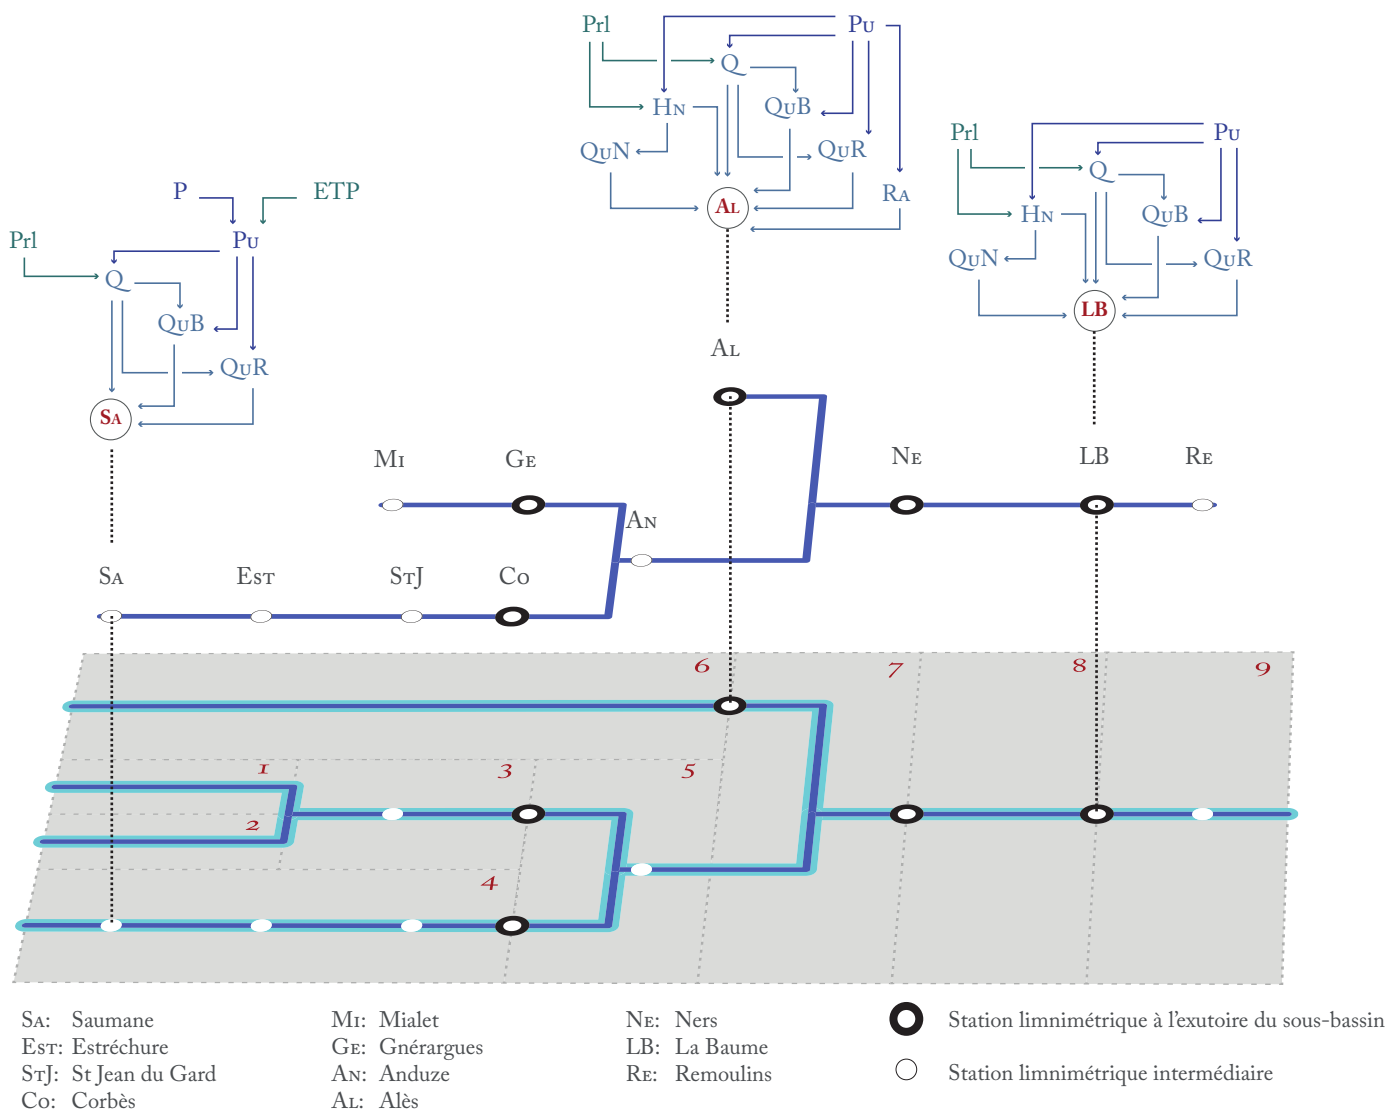 Prl
Pu
Q
Hn
QuB
QuN
QuR
Al
Ra
Prl
Pu
Q
Hn
QuB
QuN
QuR
LB
P
ETP
Prl
Pu
Q
QuB
QuR
Sa
Al
Mi
Ge
Ne
LB
Re
An
Sa
Est
StJ
Co
6
7
8
9
1
3
5
2
4
Sa: Saumane
Est: Estréchure
StJ: St Jean du Gard
Co: Corbès
Mi: Mialet
Ge: Gnérargues
An: Anduze
Al: Alès
Ne: Ners
LB: La Baume
Re: Remoulins
Station limnimétrique à l'exutoire du sous-bassin
Station limnimétrique intermédiaire